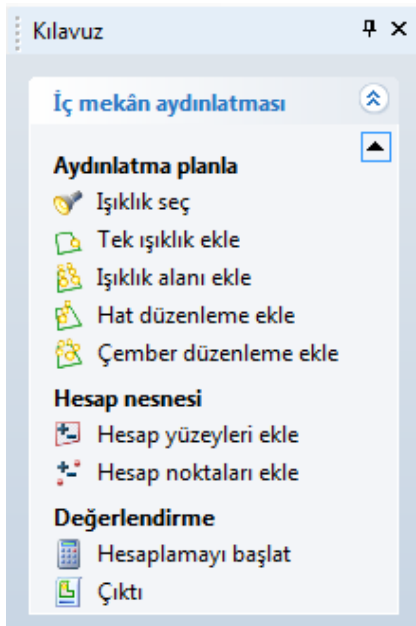 Kılavuz
İç mekân aydınlatması
Aydınlatma planla
Işıklık seç
Tek ışıklık ekle
Işıklık alanı ekle
Hat düzenleme ekle
Çember düzenleme ekle
Hesap nesnesi
Hesap yüzeyleri ekle
Hesap noktaları ekle
Değerlendirme
Hesaplamayı başlat
Çıktı